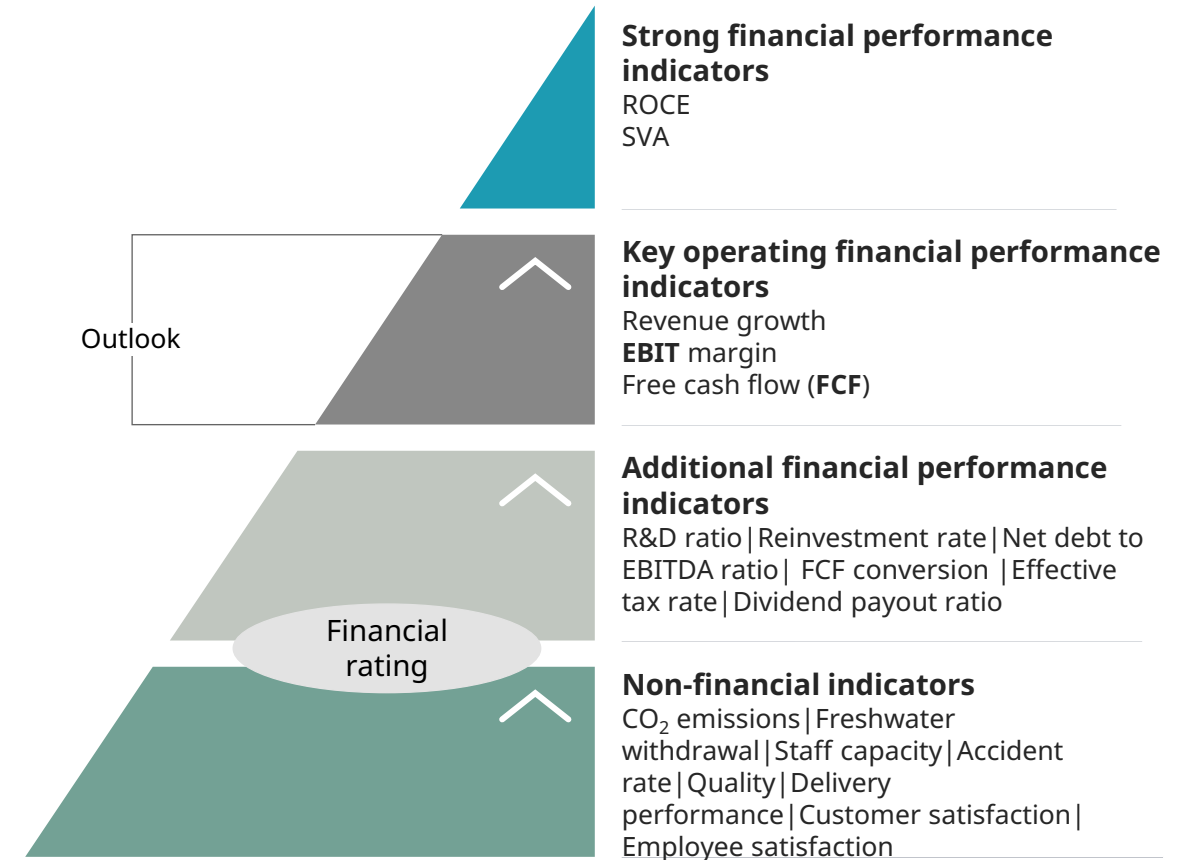 Strong financial performance
indicators
ROCE
SVA
Outlook
Key operating financial performance
indicators
Revenue growth
EBIT margin
Free cash flow (FCF)
Additional financial performance
indicators
R&D ratio|Reinvestment rate|Net debt to
EBITDA ratio| FCF conversion |Effective
tax rate|Dividend payout ratio
Financial
rating
Non-financial indicators
CO₂ emissions|Freshwater
withdrawal|Staff capacity|Accident
rate|Quality|Delivery
performance|Customer satisfaction|
Employee satisfaction